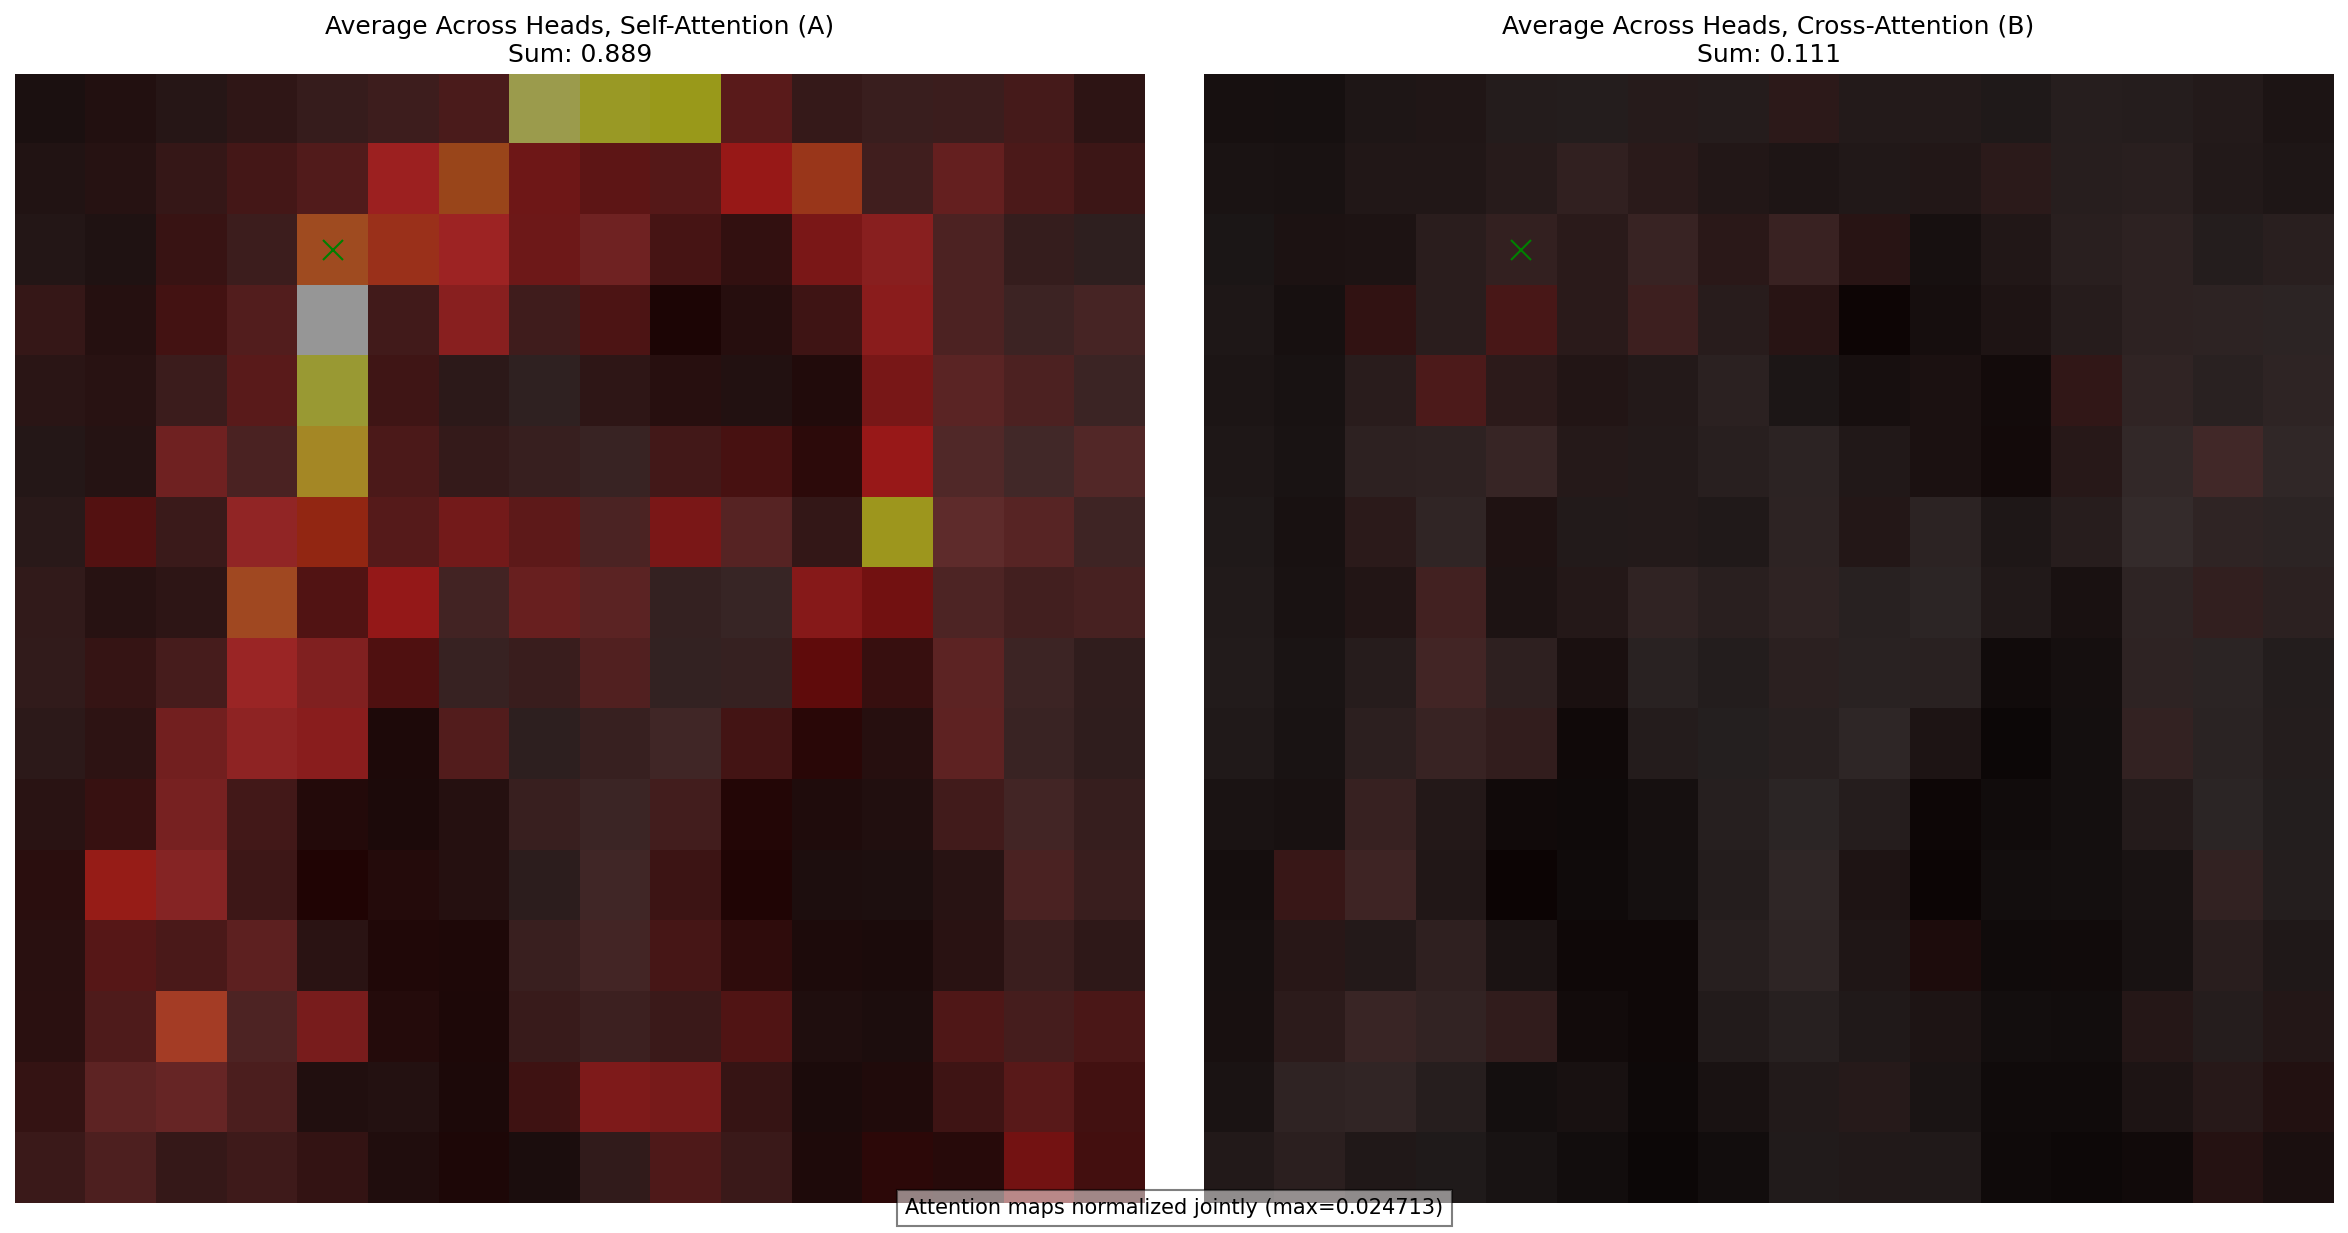 Average Across Heads, Self-Attention (A)
Sum: 0.889
Average Across Heads, Cross-Attention (B)
Sum: 0.111
Attention maps normalized jointly (max=0.024713)